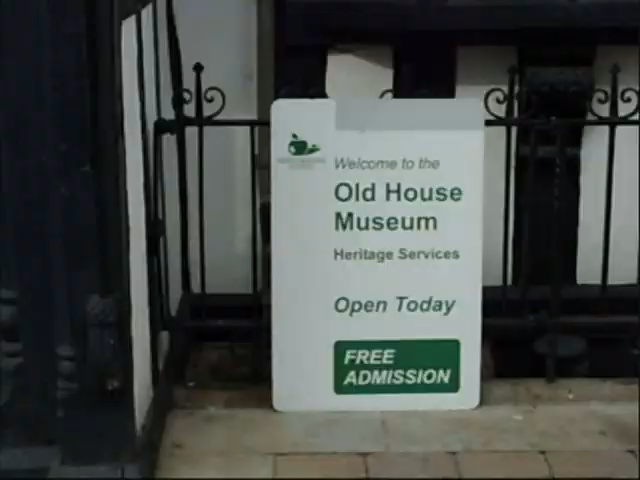 Welcome to the
Old House
Museum
Heritage Services
Open Today
FREE
ADMISSION